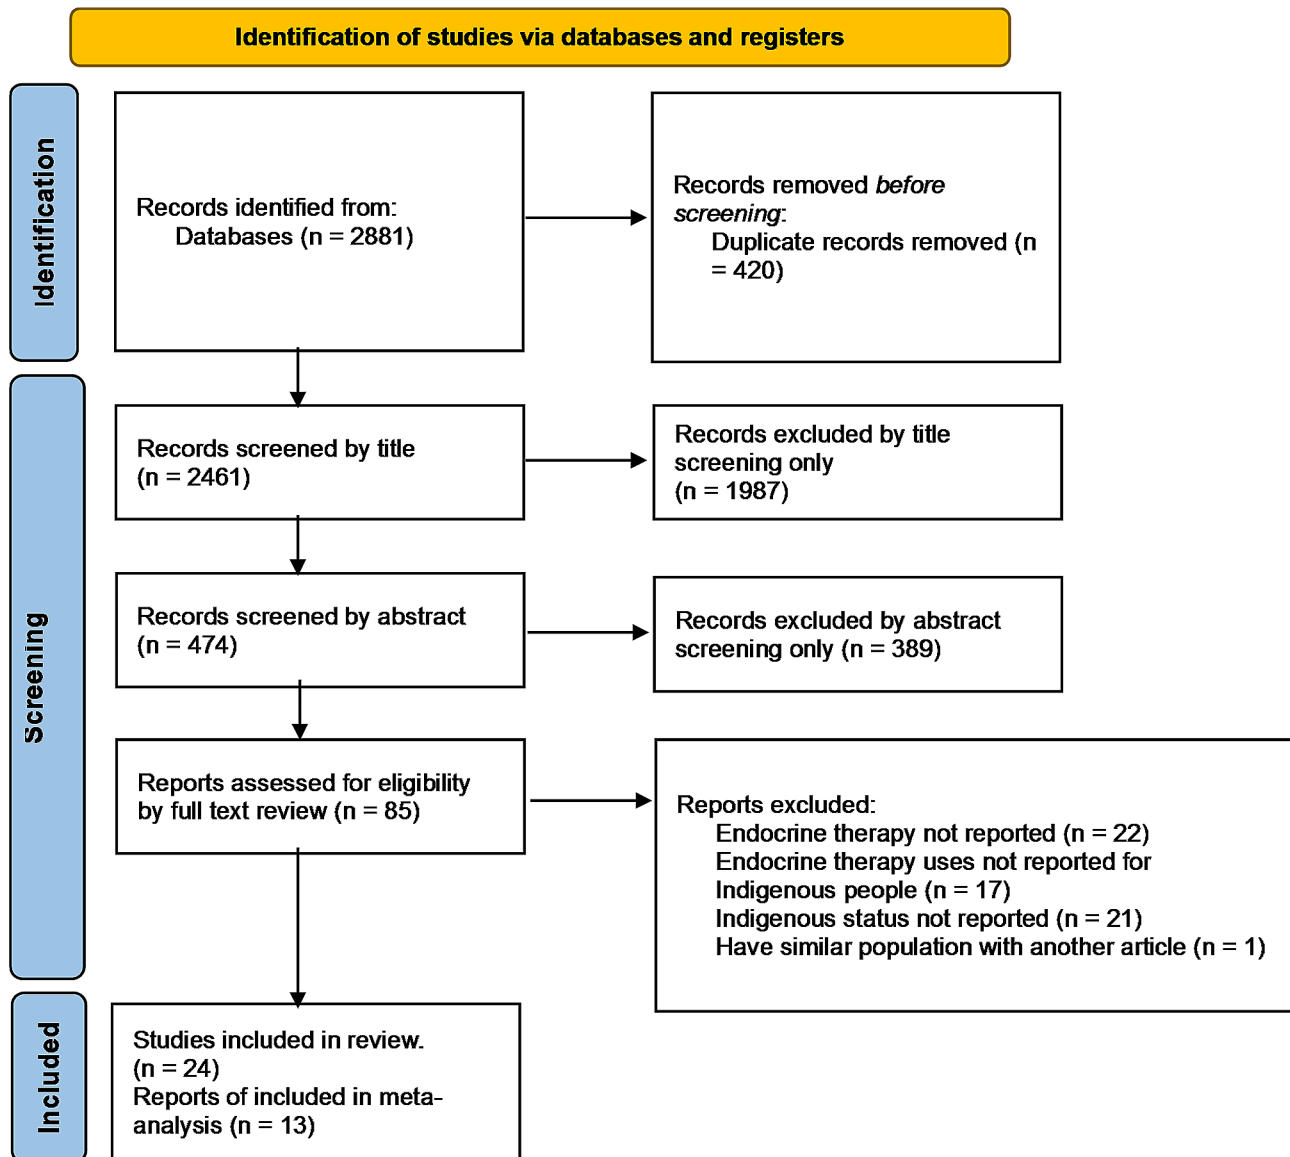 Identification of studies via databases and registers
Identification
Records identified from:
Databases (n = 2881)
Records removed before
screening:
Duplicate records removed (n
= 420)
Screening
Records screened by title
(n = 2461)
Records excluded by title
screening only
(n = 1987)
Records screened by abstract
(n = 474)
Records excluded by abstract
screening only (n = 389)
Reports assessed for eligibility
by full text review (n = 85)
Reports excluded:
Endocrine therapy not reported (n = 22)
Endocrine therapy uses not reported for
Indigenous people (n = 17)
Indigenous status not reported (n = 21)
Have similar population with another article (n = 1)
Included
Studies included in review.
(n = 24)
Reports of included in meta-
analysis (n = 13)